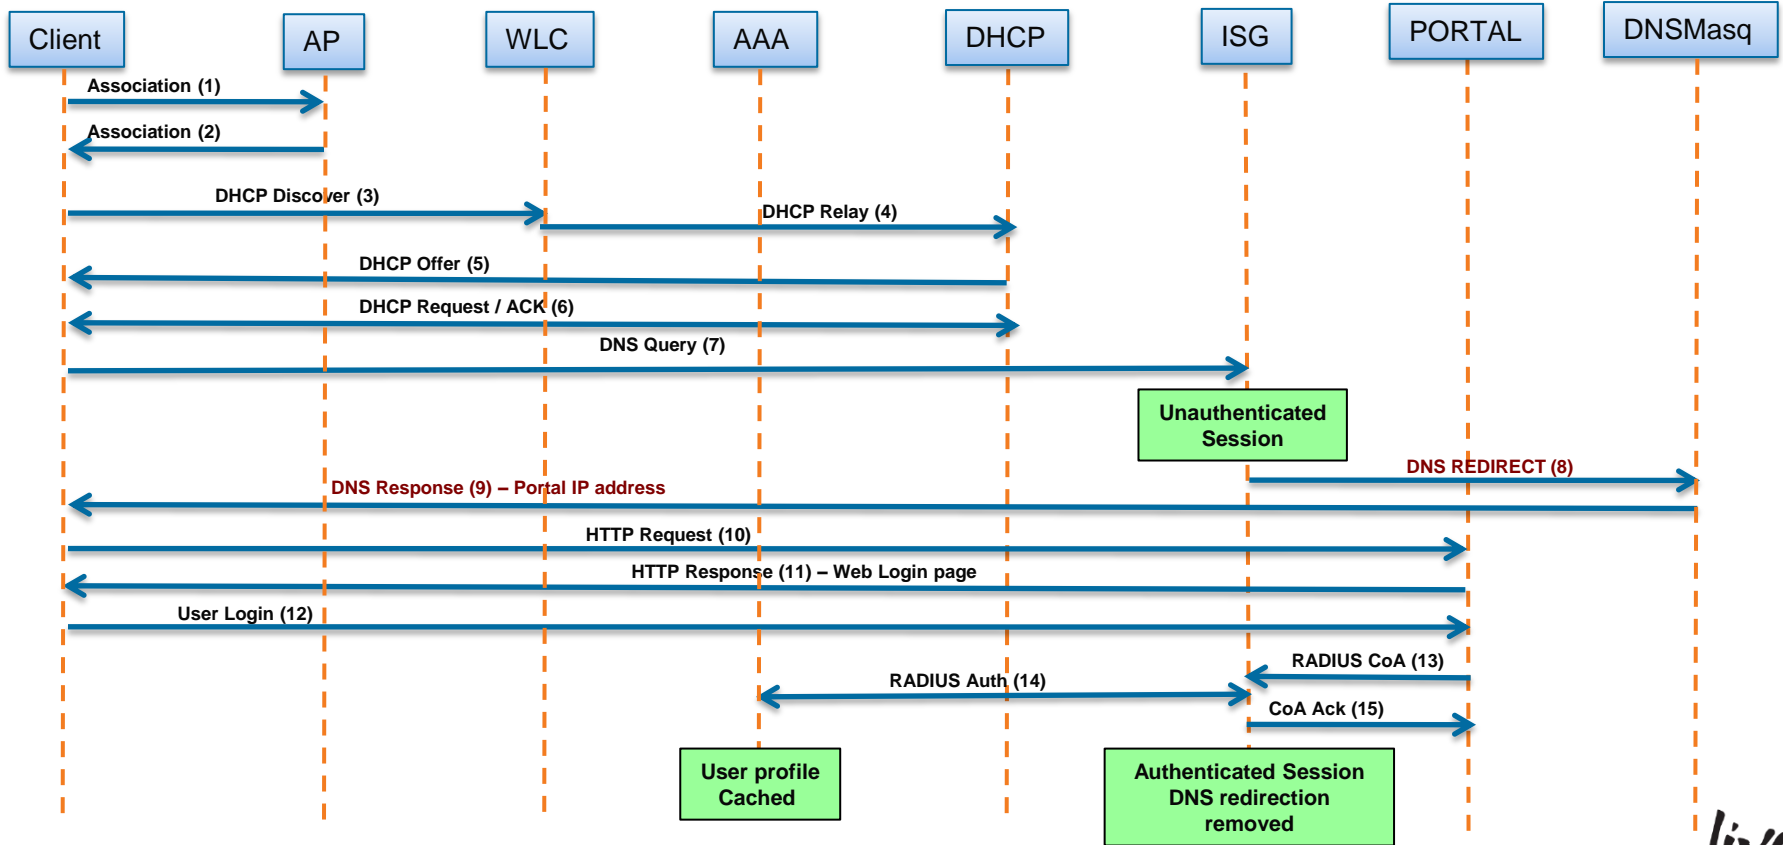 Client
AP
WLC
AAA
DHCP
ISG
PORTAL
DNSMasq
Association (1)
Association (2)
DHCP Discover (3)
DHCP Relay (4)
DHCP Offer (5)
DHCP Request / ACK (6)
DNS Query (7)
Unauthenticated
Session
DNS REDIRECT (8)
DNS Response (9) – Portal IP address
HTTP Request (10)
HTTP Response (11) – Web Login page
User Login (12)
RADIUS CoA (13)
RADIUS Auth (14)
CoA Ack (15)
User profile
Cached
Authenticated Session
DNS redirection
removed